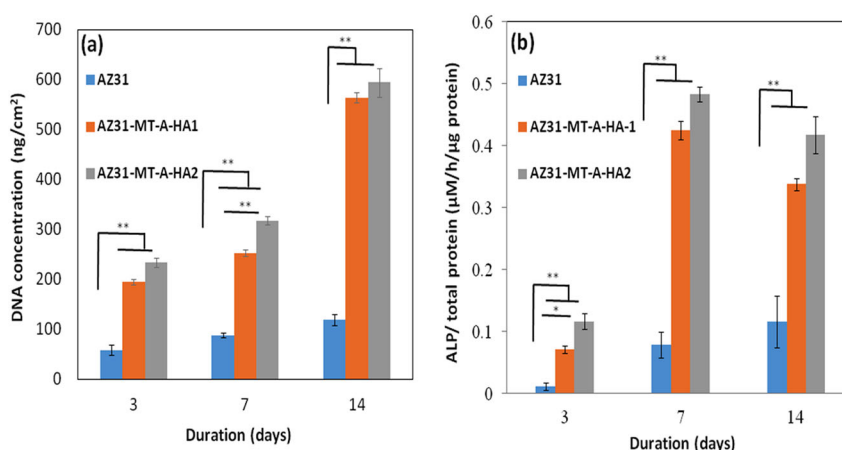 (a)
DNA concentration (ng/cm²)
700
600
500
400
300
200
100
0
AZ31
AZ31-MT-A-HA1
AZ31-MT-A-HA2
**
**
**
**
3
7
14
Duration (days)
(b)
ALP/ total protein (µM/h/µg protein)
0.6
0.5
0.4
0.3
0.2
0.1
0
AZ31
AZ31-MT-A-HA-1
AZ31-MT-A-HA2
**
*
**
**
3
7
14
Duration (days)